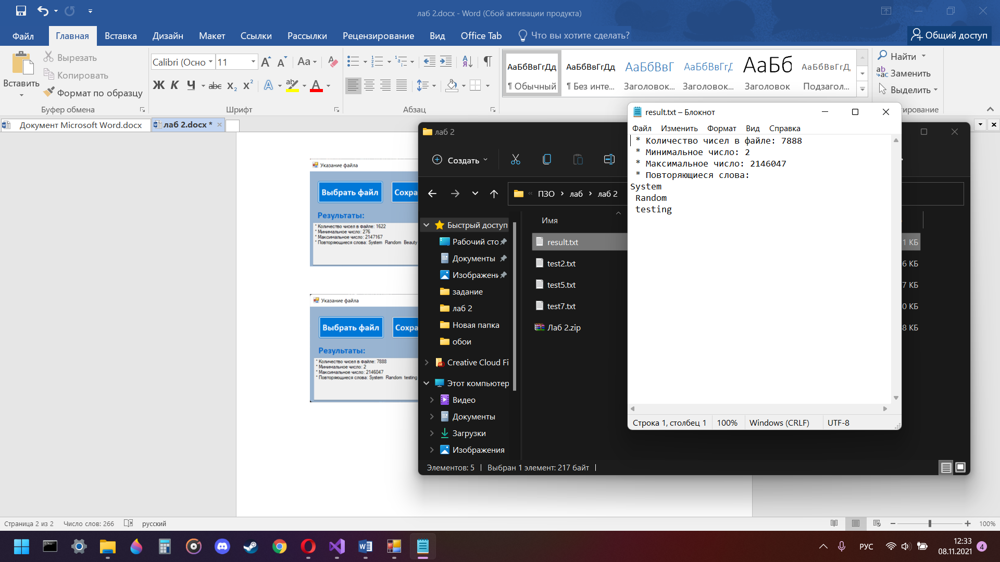 лаб 2.docx - Word (Сбой активации продукта)
Файл
Главная
Вставка
Дизайн
Макет
Ссылки
Рассылки
Рецензирование
Вид
Office Tab
Что вы хотите сделать?
Общий доступ
Вставить
Вырезать
Копировать
Формат по образцу
Буфер обмена
Calibri (Осно
11
Aa
Ж К Ч abc X₂ X²
Шрифт
Абзац
АаБбВвГгДд
АаБбВвГгДд
АаБбВвГ
АаБбВвГг
АаБб
АаБбВвГгД
¶ Обычный
¶ Без инте...
Заголовок...
Заголовок...
Заголовок
Подзагол...
Найти
Заменить
Выделить
тирование
Документ Microsoft Word.docx
лаб 2.docx *
Указание файла
Выбрать файл
Сохра
Результаты:
* Количество чисел в файле: 1622
* Минимальное число: 276
* Максимальное число: 2147167
* Повторяющиеся слова: System Random Beauty
Указание файла
Выбрать файл
Сохра
Результаты:
* Количество чисел в файле: 7888
* Минимальное число: 2
* Максимальное число: 2146047
* Повторяющиеся слова: System Random testing
лаб 2
Создать
« ПЗО › лаб › лаб 2
Имя
Быстрый доступ
Рабочий сто
Документы
Изображени
задание
лаб 2
Новая папка
обои
Creative Cloud Fi
Этот компьютер
Видео
Документы
Загрузки
Изображения
result.txt
1 КБ
test2.txt
6 КБ
test5.txt
7 КБ
test7.txt
0 КБ
Лаб 2.zip
8 КБ
Элементов: 5
Выбран 1 элемент: 217 байт
result.txt – Блокнот
Файл
Изменить
Формат
Вид
Справка
* Количество чисел в файле: 7888
* Минимальное число: 2
* Максимальное число: 2146047
* Повторяющиеся слова:
System
Random
testing
Строка 1, столбец 1
100%
Windows (CRLF)
UTF-8
Страница 2 из 2
Число слов: 266
русский
100%
РУС
12:33
08.11.2021
4